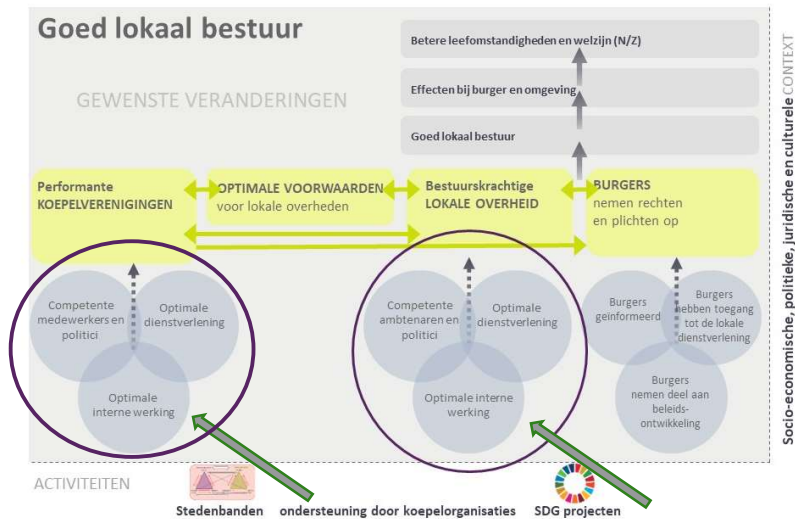 Goed lokaal bestuur
Betere leefomstandigheden en welzijn (N/Z)
GEWENSTE VERANDERINGEN
Effecten bij burger en omgeving
Goed lokaal bestuur
Performante
KOEPELVERENIGINGEN
OPTIMALE VOORWAARDEN
voor lokale overheden
Bestuurskrachtige
LOKALE OVERHEID
BURGERS
nemen rechten
en plichten op
Competente
medewerkers en
politici
Optimale
dienstverlening
Optimale
interne werking
Competente
ambtenaren en
politici
Optimale
dienstverlening
Optimale interne
werking
Burgers
geïnformeerd
Burgers
hebben toegang
tot de lokale
dienstverlening
Burgers
nemen deel aan
beleids-
ontwikkeling
Socio-economische, politieke, juridische en culturele CONTEXT
ACTIVITEITEN
Stedenbanden
ondersteuning door koepelorganisaties
SDG projecten